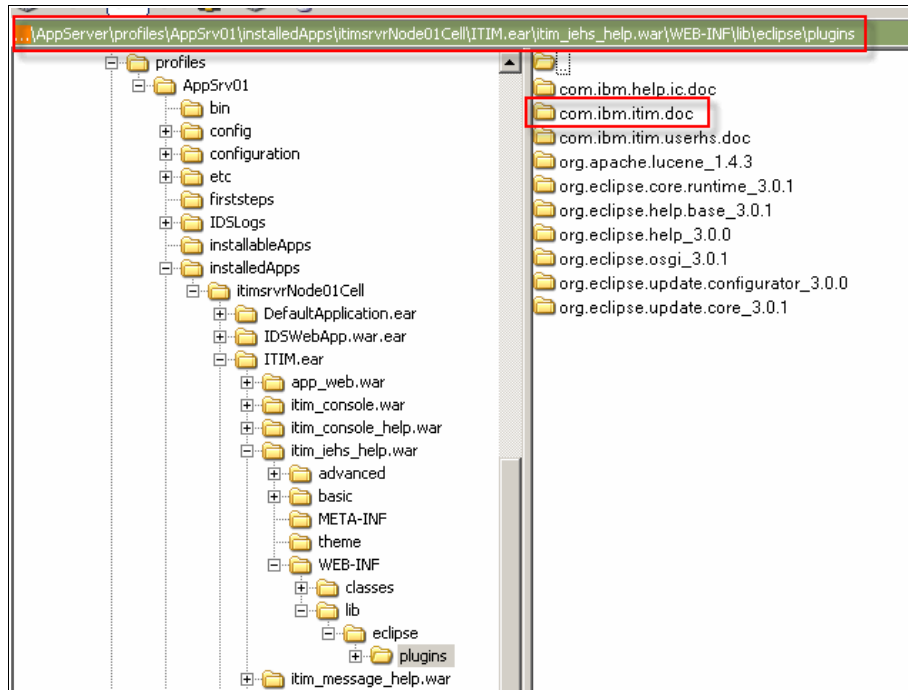 ...\AppServer\profiles\AppSrv01\installedApps\itimsrvrNode01Cell\ITIM.ear\itim_iehs_help.war\WEB-INF\lib\eclipse\plugins
profiles
AppSrv01
bin
config
configuration
etc
firststeps
IDSLogs
installableApps
installedApps
itimsrvrNode01Cell
DefaultApplication.ear
IDSWebApp.war.ear
ITIM.ear
app_web.war
itim_console.war
itim_console_help.war
itim_iehs_help.war
advanced
basic
META-INF
theme
WEB-INF
classes
lib
eclipse
plugins
itim_message_help.war
..
com.ibm.help.ic.doc
com.ibm.itim.doc
com.ibm.itim.userhs.doc
org.apache.lucene_1.4.3
org.eclipse.core.runtime_3.0.1
org.eclipse.help.base_3.0.1
org.eclipse.help_3.0.0
org.eclipse.osgi_3.0.1
org.eclipse.update.configurator_3.0.0
org.eclipse.update.core_3.0.1